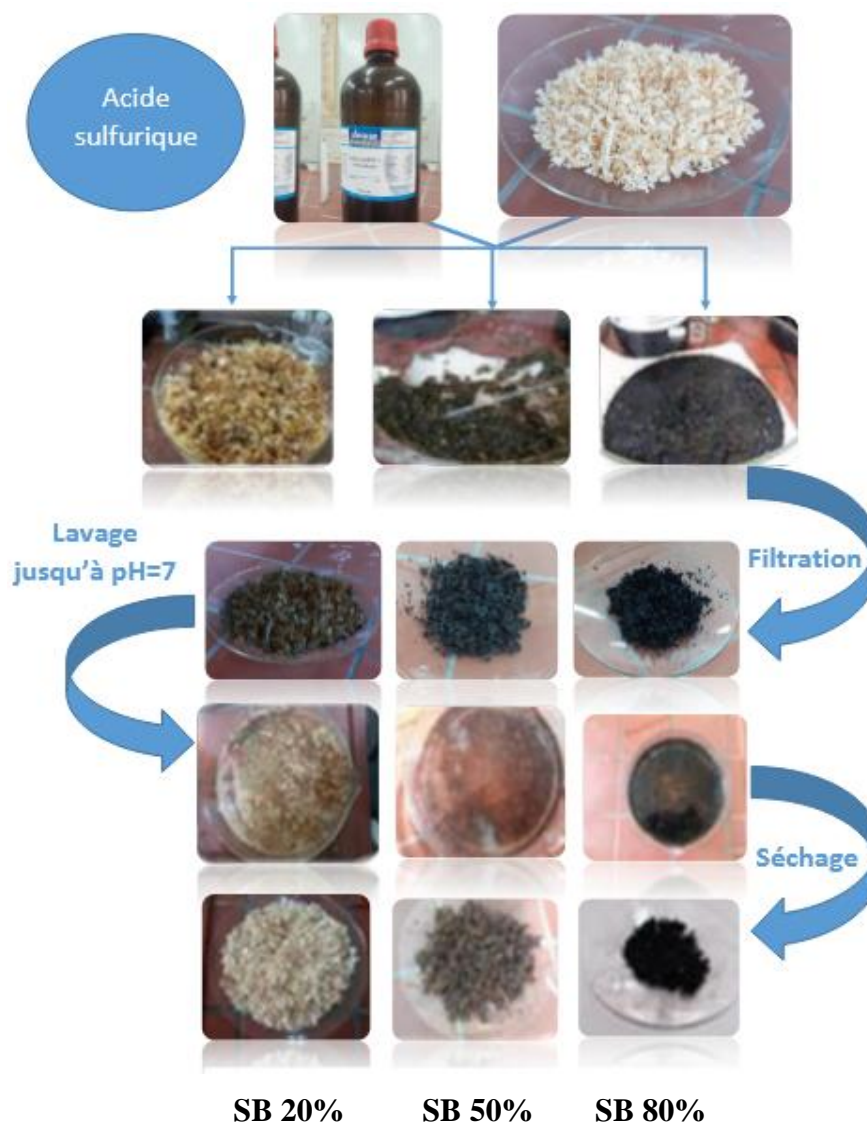 Acide
sulfurique
Lavage
jusqu'à pH=7
Filtration
Séchage
SB 20%
SB 50%
SB 80%